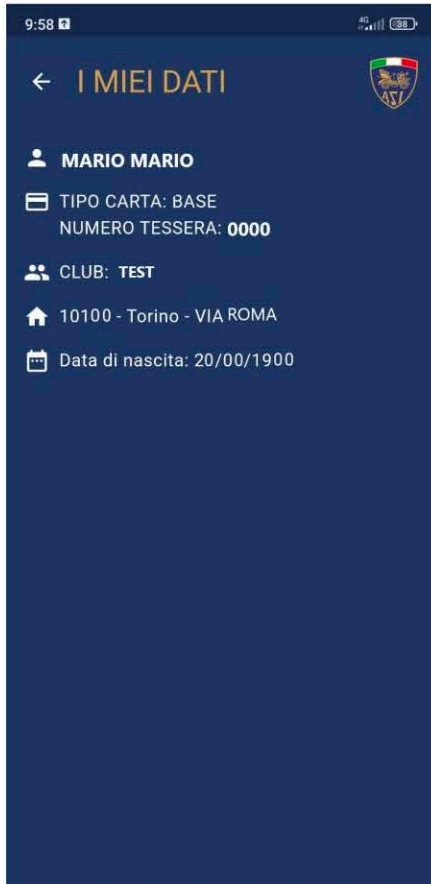 9:58
4G
38
I MIEI DATI
ASI
MARIO MARIO
TIPO CARTA: BASE
NUMERO TESSERA: 0000
CLUB: TEST
10100 - Torino - VIA ROMA
Data di nascita: 20/00/1900